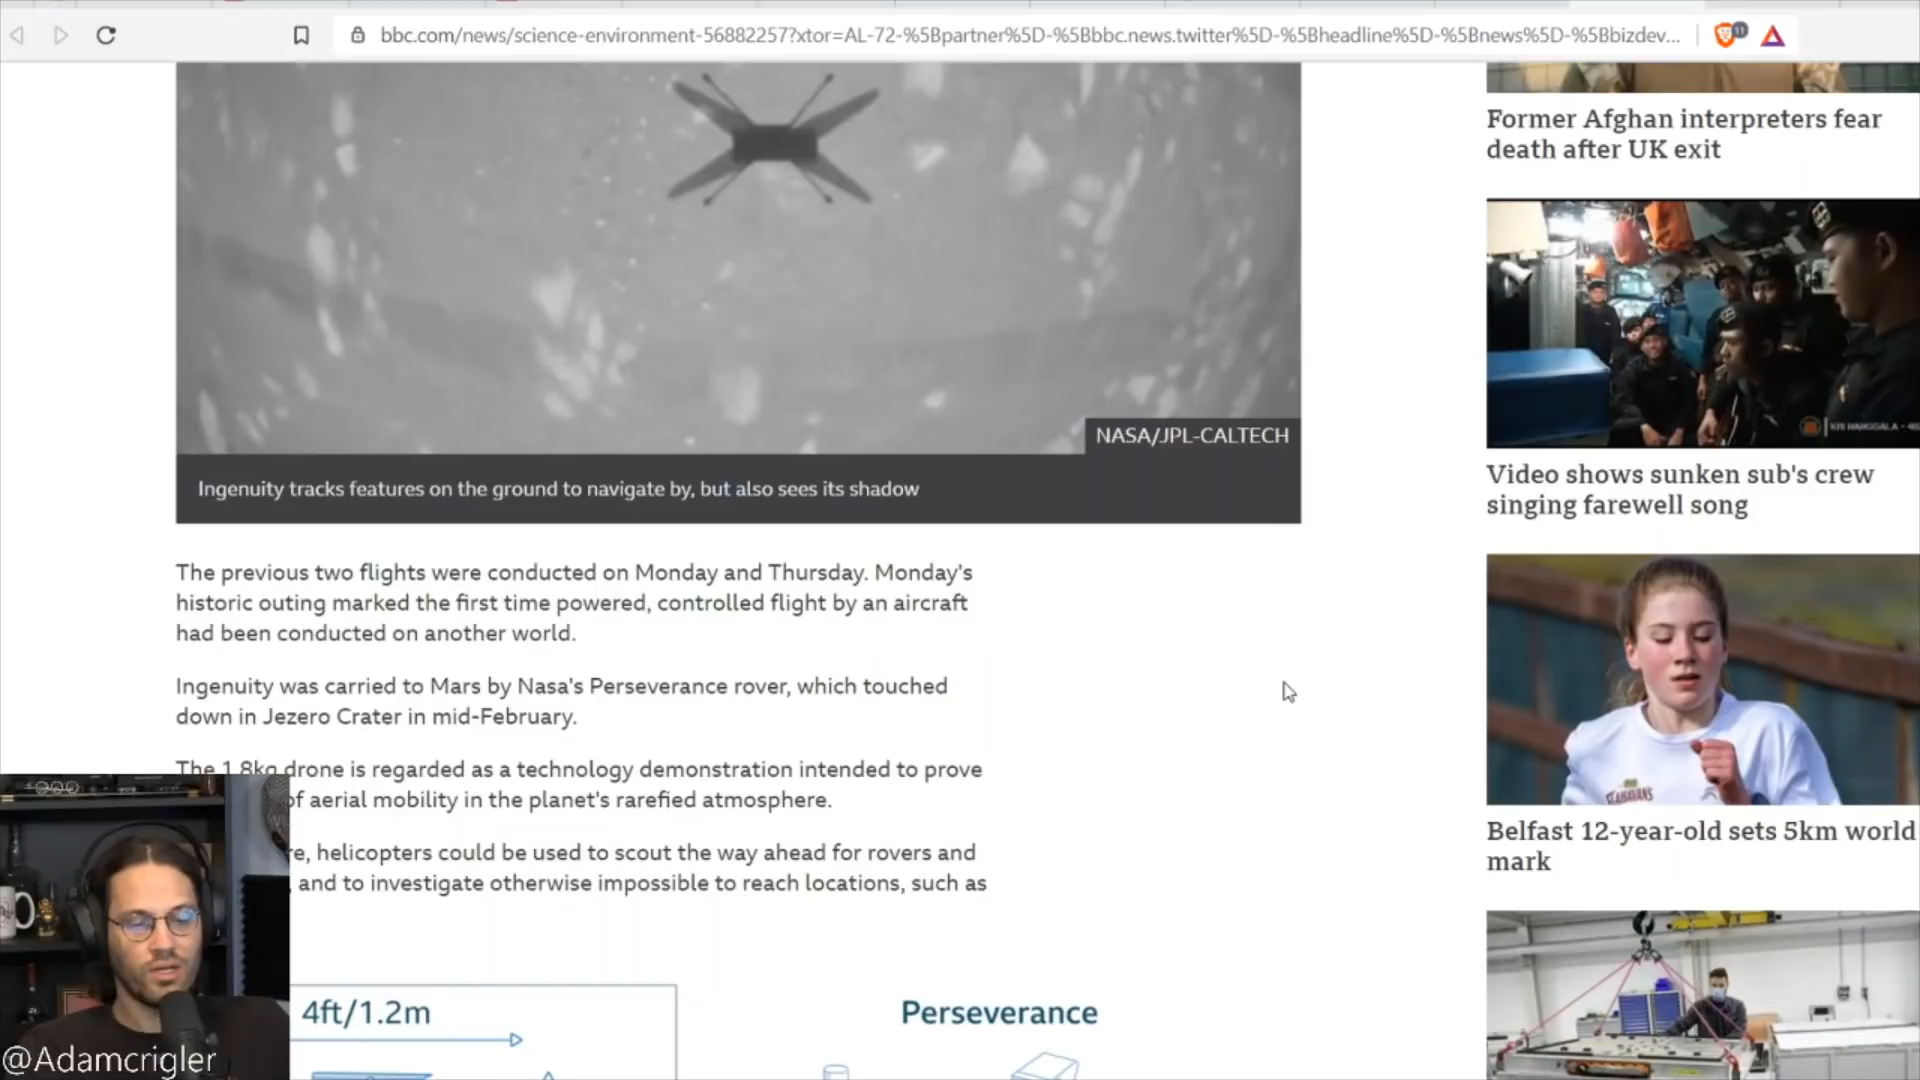 bbc.com/news/science-environment-56882257?xtor=AL-72-%5Bpartner%5D-%5Bbbc.news.twitter%5D-%5Bheadline%5D-%5Bnews%5D-%5Bbizdev...
11
NASA/JPL-CALTECH
Ingenuity tracks features on the ground to navigate by, but also sees its shadow
The previous two flights were conducted on Monday and Thursday. Monday's
historic outing marked the first time powered, controlled flight by an aircraft
had been conducted on another world.
Ingenuity was carried to Mars by Nasa's Perseverance rover, which touched
down in Jezero Crater in mid-February.
The 1.8kg drone is regarded as a technology demonstration intended to prove
of aerial mobility in the planet's rarefied atmosphere.
re, helicopters could be used to scout the way ahead for rovers and
and to investigate otherwise impossible to reach locations, such as
4ft/1.2m
Perseverance
Former Afghan interpreters fear
death after UK exit
KRI NANGGALA - 402
Video shows sunken sub's crew
singing farewell song
Belfast 12-year-old sets 5km world
mark
@Adamcrigler